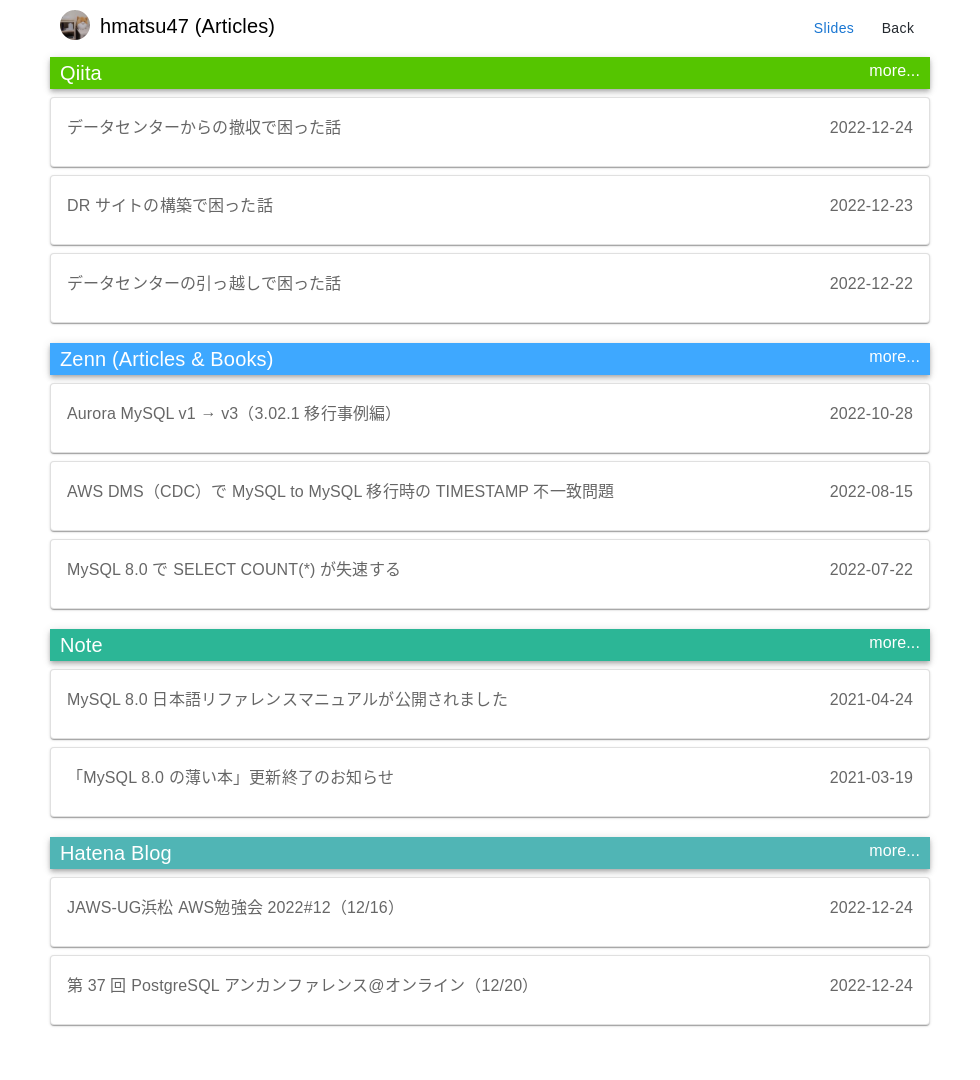 hmatsu47 (Articles)
Slides
Back
Qiita
more...
データセンターからの撤収で困った話
2022-12-24
DR サイトの構築で困った話
2022-12-23
データセンターの引っ越しで困った話
2022-12-22
Zenn (Articles & Books)
more...
Aurora MySQL v1 → v3（3.02.1 移行事例編）
2022-10-28
AWS DMS（CDC）で MySQL to MySQL 移行時の TIMESTAMP 不一致問題
2022-08-15
MySQL 8.0 で SELECT COUNT(*) が失速する
2022-07-22
Note
more...
MySQL 8.0 日本語リファレンスマニュアルが公開されました
2021-04-24
「MySQL 8.0 の薄い本」更新終了のお知らせ
2021-03-19
Hatena Blog
more...
JAWS-UG浜松 AWS勉強会 2022#12（12/16）
2022-12-24
第 37 回 PostgreSQL アンカンファレンス@オンライン（12/20）
2022-12-24